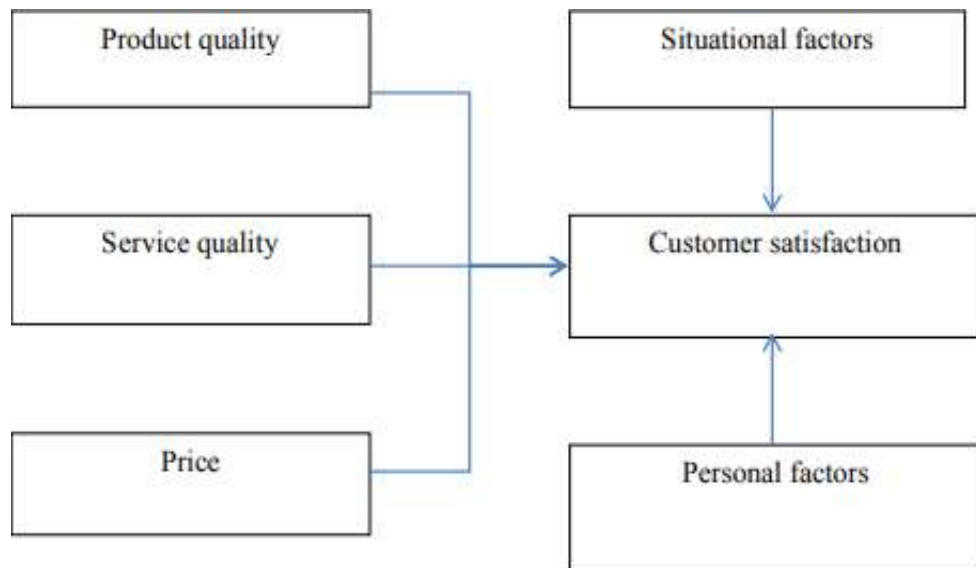 Product quality
Situational factors
Service quality
Customer satisfaction
Price
Personal factors